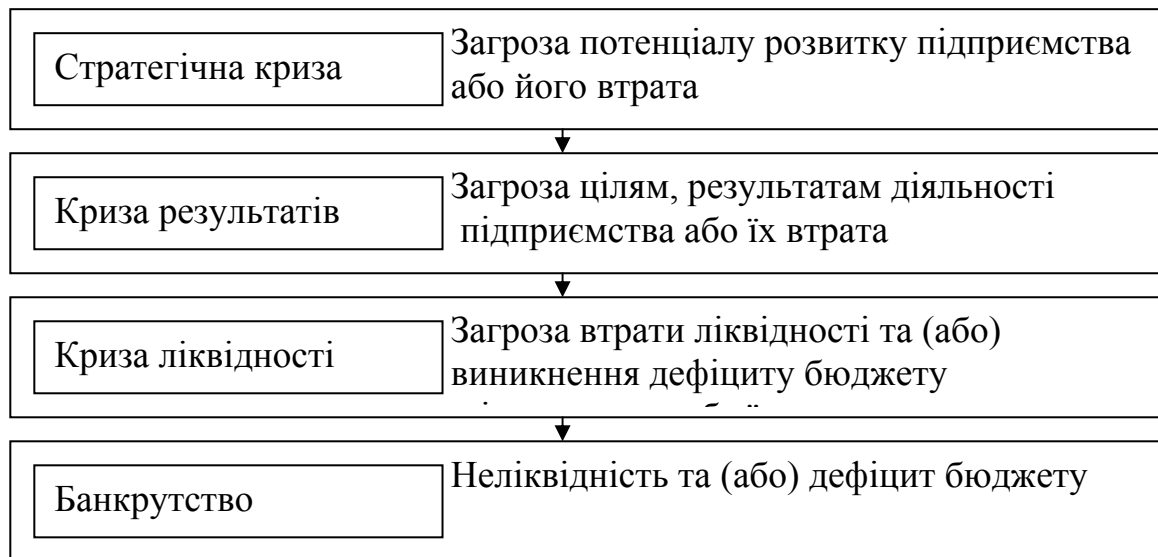 Стратегічна криза
Загроза потенціалу розвитку підприємства
або його втрата
Криза результатів
Загроза цілям, результатам діяльності
підприємства або їх втрата
Криза ліквідності
Загроза втрати ліквідності та (або)
виникнення дефіциту бюджету
Банкрутство
Неліквідність та (або) дефіцит бюджету